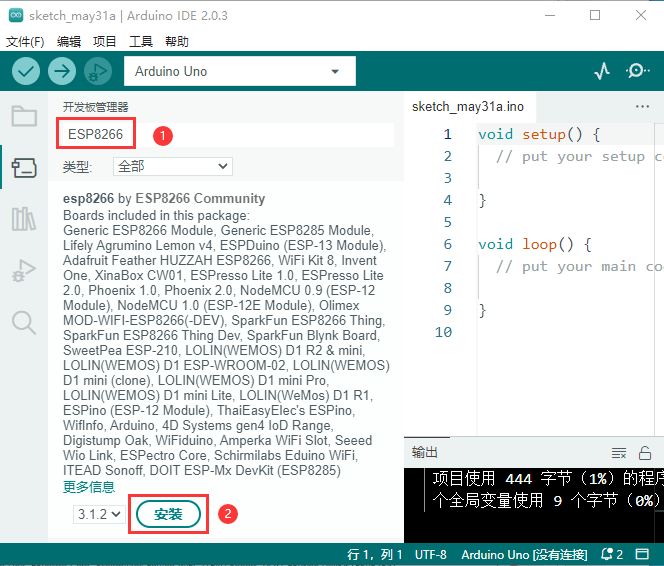 sketch_may31a | Arduino IDE 2.0.3
文件(F) 编辑 项目 工具 帮助
Arduino Uno
开发板管理器
ESP8266
1
类型: 全部
esp8266 by ESP8266 Community
Boards included in this package:
Generic ESP8266 Module, Generic ESP8285 Module,
Lifely Agrumino Lemon v4, ESPDuino (ESP-13 Module),
Adafruit Feather HUZZAH ESP8266, WiFi Kit 8, Invent
One, XinaBox CW01, ESPresso Lite 1.0, ESPresso Lite
2.0, Phoenix 1.0, Phoenix 2.0, NodeMCU 0.9 (ESP-12
Module), NodeMCU 1.0 (ESP-12E Module), Olimex
MOD-WIFI-ESP8266(-DEV), SparkFun ESP8266 Thing,
SparkFun ESP8266 Thing Dev, SparkFun Blynk Board,
SweetPea ESP-210, LOLIN(WEMOS) D1 R2 & mini,
LOLIN(WEMOS) D1 ESP-WROOM-02, LOLIN(WEMOS)
D1 mini (clone), LOLIN(WEMOS) D1 mini Pro,
LOLIN(WEMOS) D1 mini Lite, LOLIN(WeMos) D1 R1,
ESPino (ESP-12 Module), ThaiEasyElec's ESPino,
WifInfo, Arduino, 4D Systems gen4 IoD Range,
Digistump Oak, WiFiduino, Amperka WiFi Slot, Seeed
Wio Link, ESPectro Core, Schirmilabs Eduino WiFi,
ITEAD Sonoff, DOIT ESP-Mx DevKit (ESP8285)
更多信息
3.1.2 安装 2
sketch_may31a.ino
1 void setup() {
2 // put your setup co
3
4 }
5
6 void loop() {
7 // put your main co
8
9 }
10
输出
项目使用 444 字节（1%）的程序
个全局变量使用 9 个字节（0%）
行 1，列 1 UTF-8 Arduino Uno [没有连接] 2